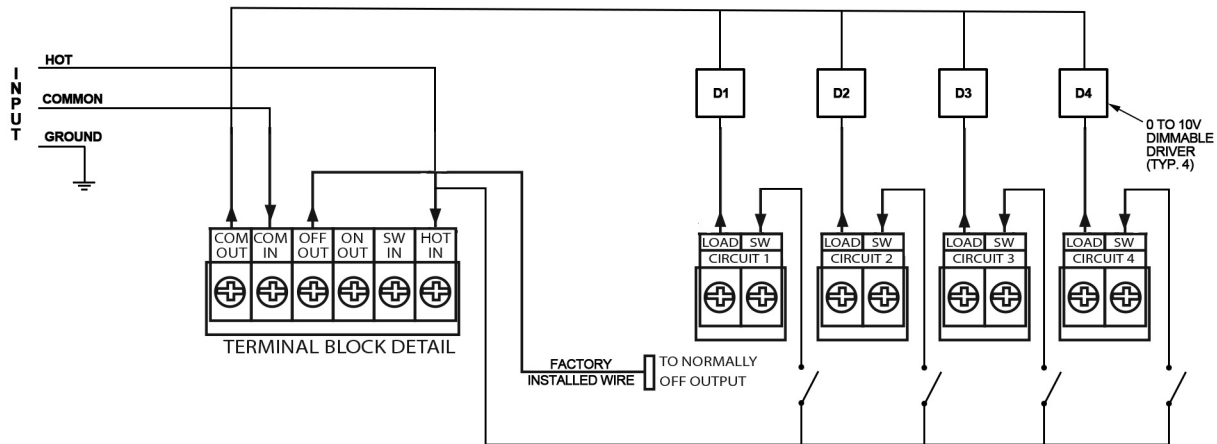 INPUT
HOT
COMMON
GROUND
D1
D2
D3
D4
0 TO 10V
DIMMABLE
DRIVER
(TYP. 4)
COM OUT
COM IN
OFF OUT
ON OUT
SW IN
HOT IN
TERMINAL BLOCK DETAIL
LOAD SW
CIRCUIT 1
LOAD SW
CIRCUIT 2
LOAD SW
CIRCUIT 3
LOAD SW
CIRCUIT 4
FACTORY
INSTALLED WIRE
TO NORMALLY
OFF OUTPUT